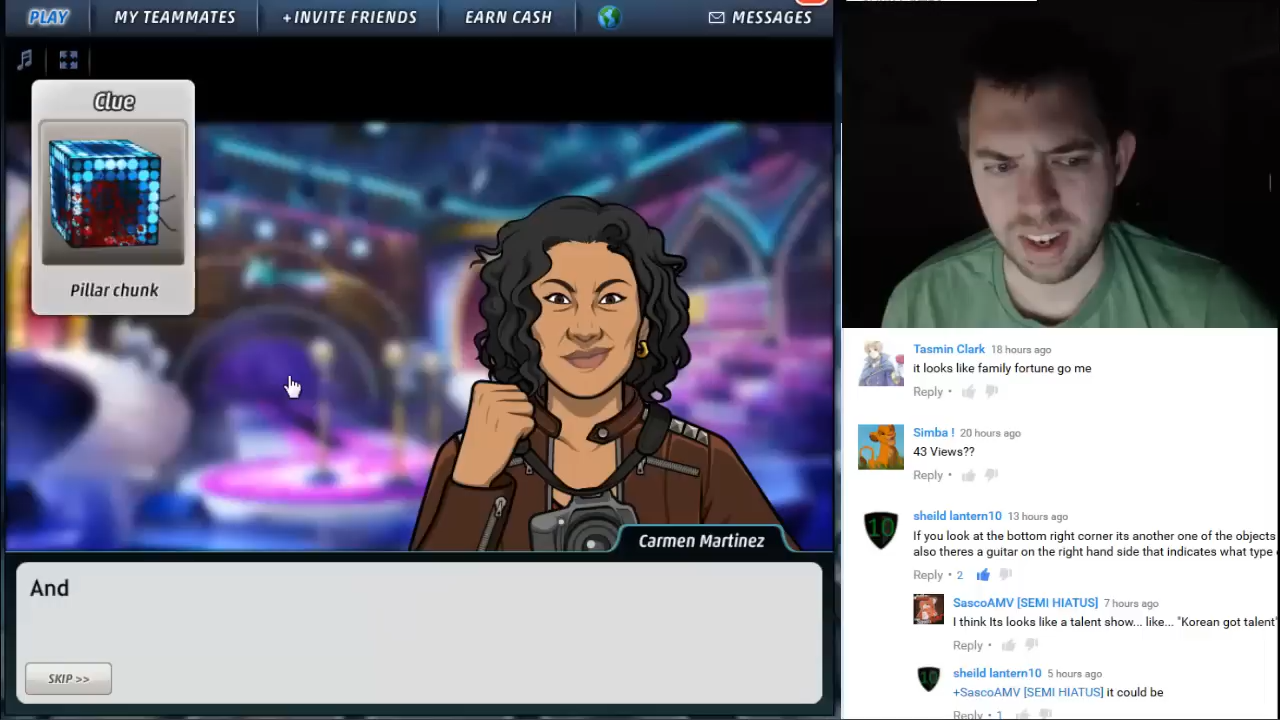 PLAY
MY TEAMMATES
+INVITE FRIENDS
EARN CASH
MESSAGES
Clue
Pillar chunk
Carmen Martinez
And
SKIP >>
Tasmin Clark 18 hours ago
it looks like family fortune go me
Reply
Simba ! 20 hours ago
43 Views??
Reply
10
sheild lantern10 13 hours ago
If you look at the bottom right corner its another one of the objects
also theres a guitar on the right hand side that indicates what type
Reply • 2
SascoAMV [SEMI HIATUS] 7 hours ago
I think Its looks like a talent show... like... "Korean got talent"
Reply
10
sheild lantern10 5 hours ago
+SascoAMV [SEMI HIATUS] it could be
Reply • 1